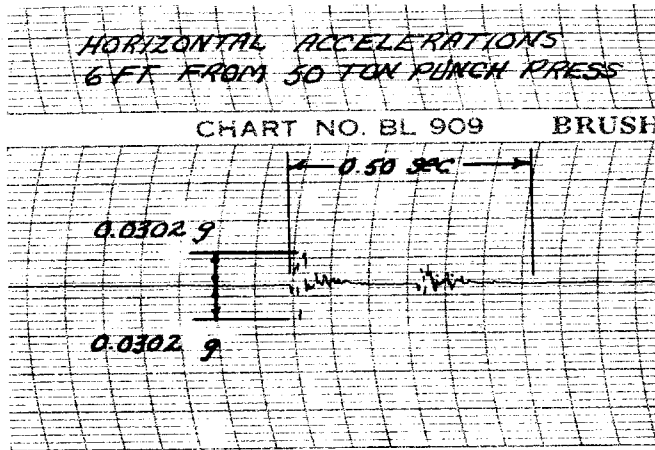 HORIZONTAL ACCELERATIONS
6 FT FROM 50 TON PUNCH PRESS
CHART NO. BL 909 BRUSH
0.50 SEC
0.0302 g
0.0302 g